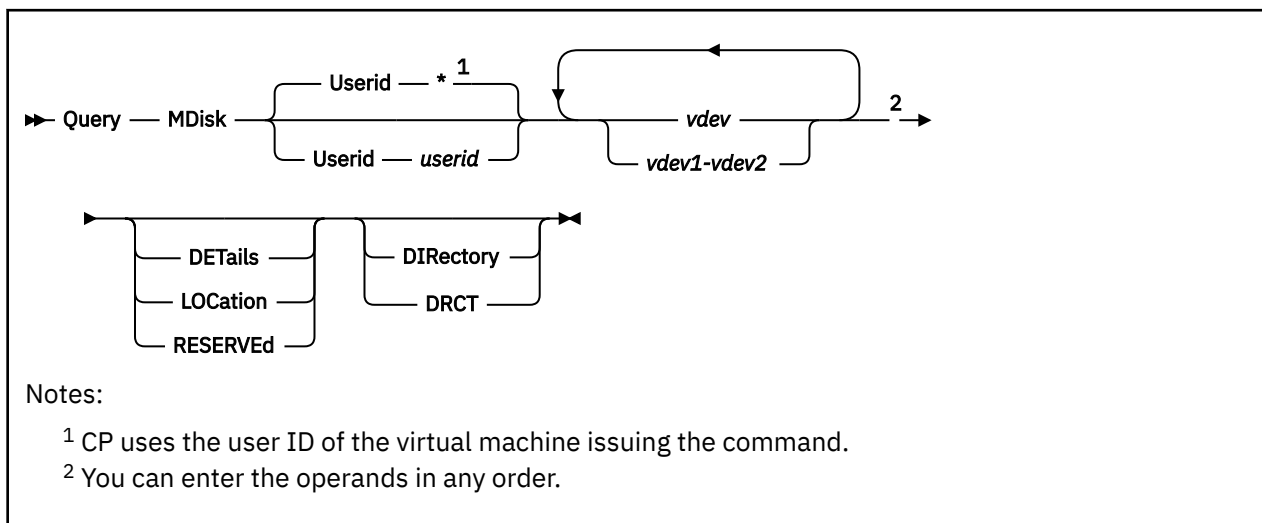 Userid * 1
Query MDisk vdev 2
Userid userid vdev1-vdev2
DETails DIRectory
LOCation DRCT
RESERVEd
Notes:
1 CP uses the user ID of the virtual machine issuing the command.
2 You can enter the operands in any order.